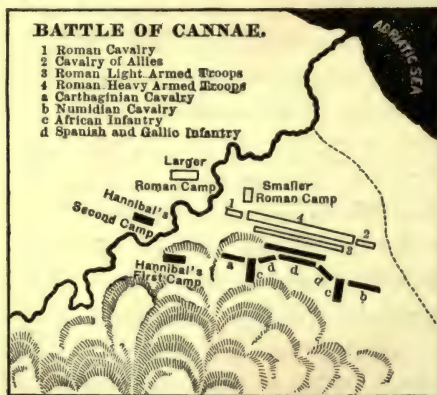 BATTLE OF CANNAE.
1 Roman Cavalry
2 Cavalry of Allies
3 Roman Light Armed Troops
4 Roman Heavy Armed Troops
a Carthaginian Cavalry
b Numidian Cavalry
c African Infantry
d Spanish and Gallic Infantry
ADRIATIC SEA
Larger
Roman Camp
Smaller
Roman Camp
Hannibal's
Second Camp
1
4
2
3
Hannibal's
First Camp
a
c
d
d
d
c
b